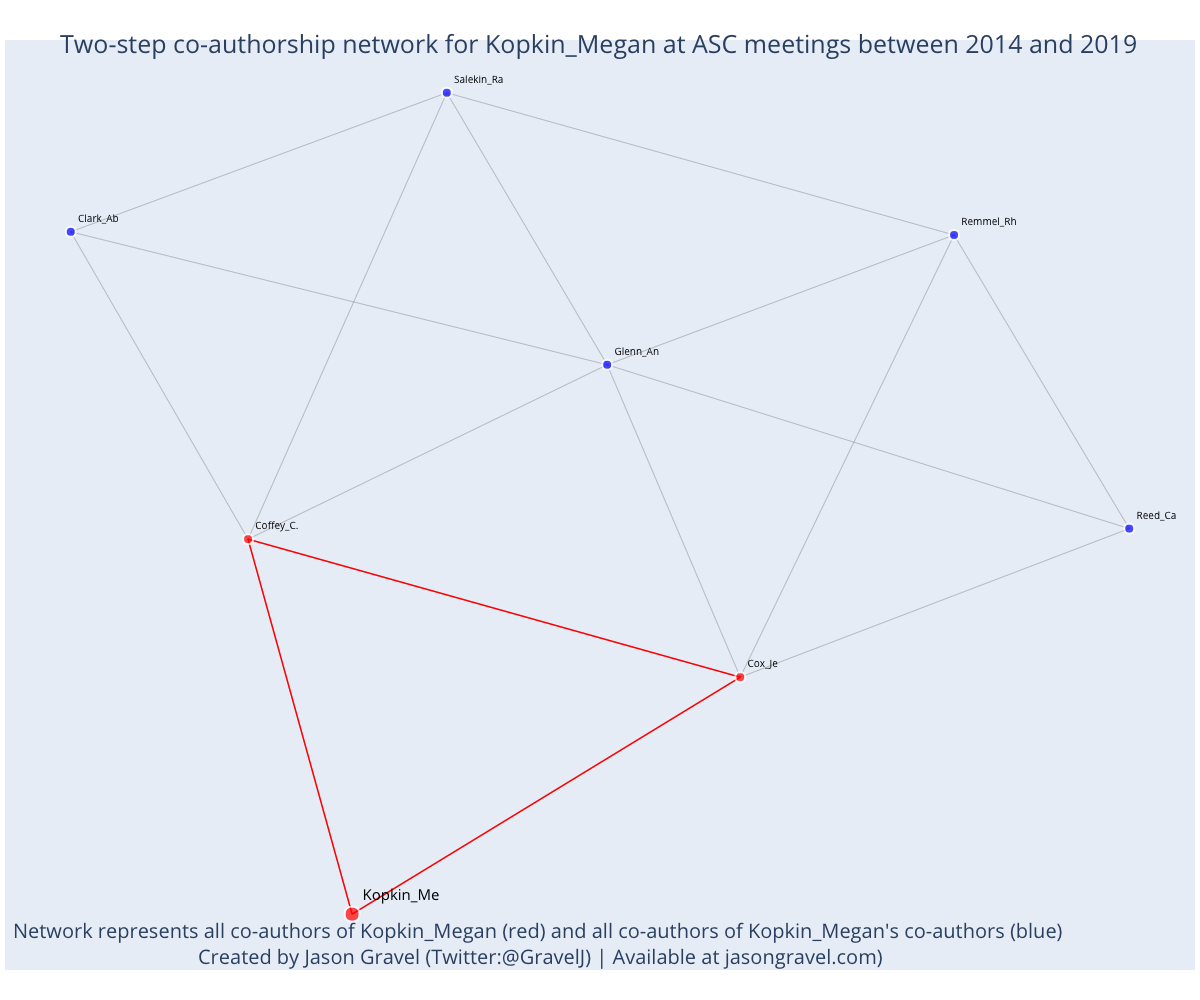 Two-step co-authorship network for Kopkin_Megan at ASC meetings between 2014 and 2019
Salekin_Ra
Clark_Ab
Remmel_Rh
Glenn_An
Reed_Ca
Coffey_C.
Cox_Je
Kopkin_Me
Network represents all co-authors of Kopkin_Megan (red) and all co-authors of Kopkin_Megan's co-authors (blue)
Created by Jason Gravel (Twitter:@GravelJ) | Available at jasongravel.com)